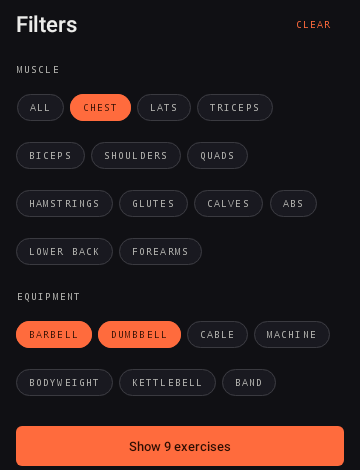 Filters CLEAR
MUSCLE
ALL CHEST LATS TRICEPS
BICEPS SHOULDERS QUADS
HAMSTRINGS GLUTES CALVES ABS
LOWER BACK FOREARMS
EQUIPMENT
BARBELL DUMBBELL CABLE MACHINE
BODYWEIGHT KETTLEBELL BAND
Show 9 exercises